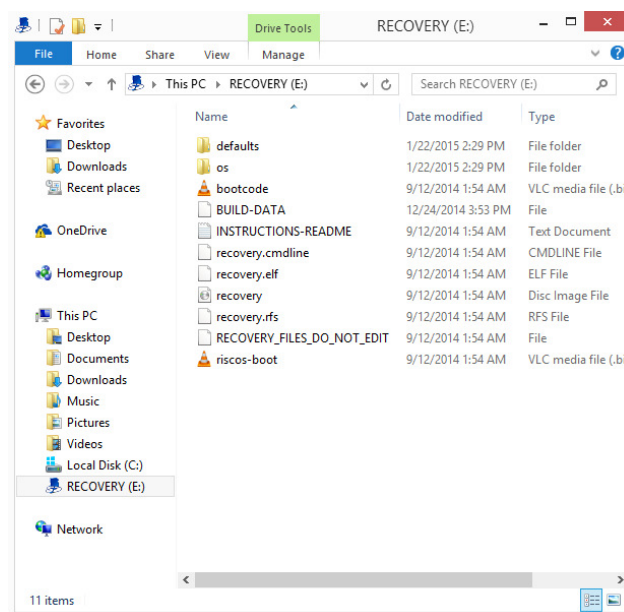 Drive Tools RECOVERY (E:)
File Home Share View Manage
This PC RECOVERY (E:) Search RECOVERY (E:)
Favorites
Desktop
Downloads
Recent places
OneDrive
Homegroup
This PC
Desktop
Documents
Downloads
Music
Pictures
Videos
Local Disk (C:)
RECOVERY (E:)
Network
Name Date modified Type
defaults 1/22/2015 2:29 PM File folder
os 1/22/2015 2:29 PM File folder
bootcode 9/12/2014 1:54 AM VLC media file (.bi
BUILD-DATA 12/24/2014 3:53 PM File
INSTRUCTIONS-README 9/12/2014 1:54 AM Text Document
recovery.cmdline 9/12/2014 1:54 AM CMDLINE File
recovery.elf 9/12/2014 1:54 AM ELF File
recovery 9/12/2014 1:54 AM Disc Image File
recovery.rfs 9/12/2014 1:54 AM RFS File
RECOVERY_FILES_DO_NOT_EDIT 9/12/2014 1:54 AM File
riscos-boot 9/12/2014 1:54 AM VLC media file (.bi
11 items